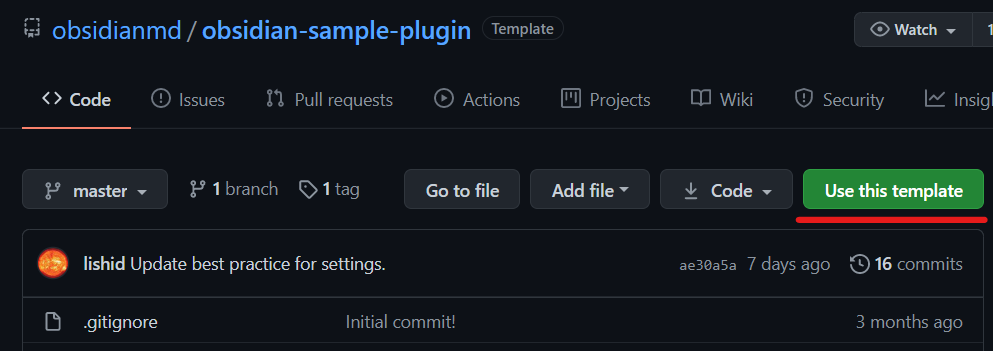 obsidianmd / obsidian-sample-plugin Template Watch 1
Code Issues Pull requests Actions Projects Wiki Security Insigh
master 1 branch 1 tag Go to file Add file Code Use this template
lishid Update best practice for settings. ae30a5a 7 days ago 16 commits
.gitignore Initial commit! 3 months ago